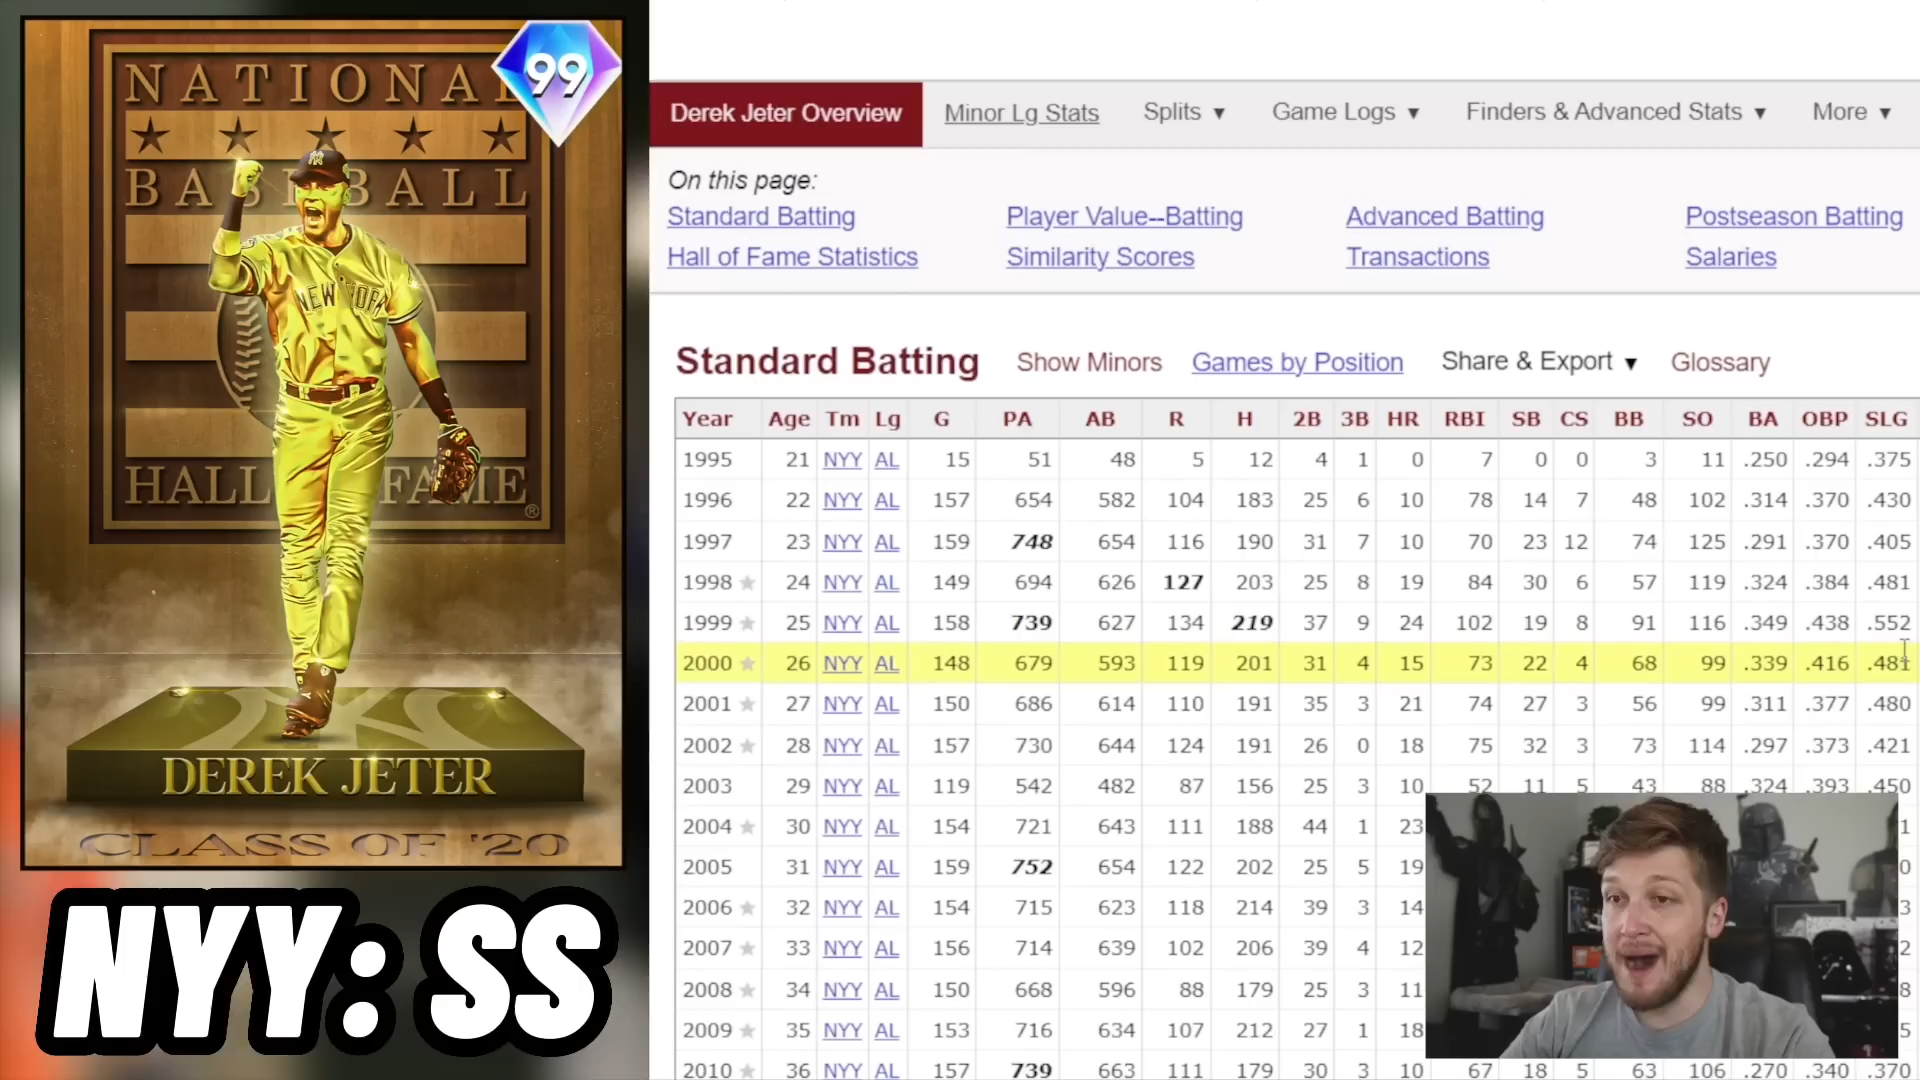 NATIONAL
99
BASEBALL
NEW YORK
HALL FAME
®
DEREK JETER
CLASS OF '20
NYY: SS
Derek Jeter Overview Minor Lg Stats Splits ▼ Game Logs ▼ Finders & Advanced Stats ▼ More ▼
On this page:
Standard Batting Player Value--Batting Advanced Batting Postseason Batting
Hall of Fame Statistics Similarity Scores Transactions Salaries
Standard Batting Show Minors Games by Position Share & Export ▼ Glossary
Year Age Tm Lg G PA AB R H 2B 3B HR RBI SB CS BB SO BA OBP SLG
1995 21 NYY AL 15 51 48 5 12 4 1 0 7 0 0 3 11 .250 .294 .375
1996 22 NYY AL 157 654 582 104 183 25 6 10 78 14 7 48 102 .314 .370 .430
1997 23 NYY AL 159 748 654 116 190 31 7 10 70 23 12 74 125 .291 .370 .405
1998 ★ 24 NYY AL 149 694 626 127 203 25 8 19 84 30 6 57 119 .324 .384 .481
1999 ★ 25 NYY AL 158 739 627 134 219 37 9 24 102 19 8 91 116 .349 .438 .552
2000 ★ 26 NYY AL 148 679 593 119 201 31 4 15 73 22 4 68 99 .339 .416 .481
2001 ★ 27 NYY AL 150 686 614 110 191 35 3 21 74 27 3 56 99 .311 .377 .480
2002 ★ 28 NYY AL 157 730 644 124 191 26 0 18 75 32 3 73 114 .297 .373 .421
2003 29 NYY AL 119 542 482 87 156 25 3 10 52 11 5 43 88 .324 .393 .450
2004 ★ 30 NYY AL 154 721 643 111 188 44 1 23 1
2005 31 NYY AL 159 752 654 122 202 25 5 19 0
2006 ★ 32 NYY AL 154 715 623 118 214 39 3 14 3
2007 ★ 33 NYY AL 156 714 639 102 206 39 4 12 2
2008 ★ 34 NYY AL 150 668 596 88 179 25 3 11 8
2009 ★ 35 NYY AL 153 716 634 107 212 27 1 18 5
2010 ★ 36 NYY AL 157 739 663 111 179 30 3 10 67 18 5 63 106 .270 .340 .370